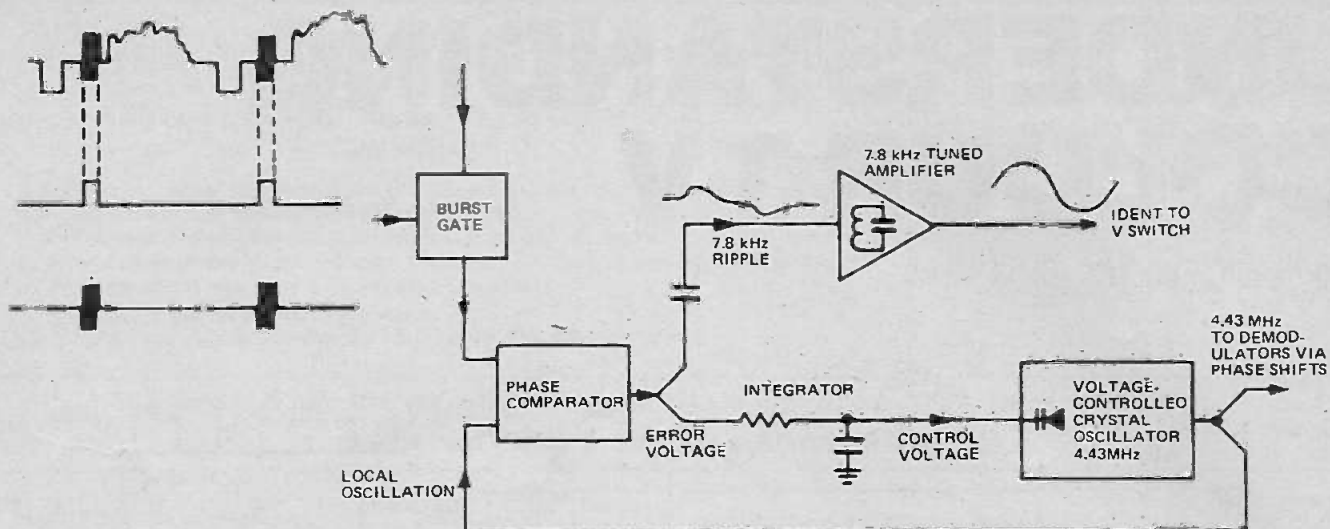 7.8 kHz TUNED
AMPLIFIER
BURST
GATE
7.8 kHz
RIPPLE
IDENT TO
V SWITCH
PHASE
COMPARATOR
INTEGRATOR
ERROR
VOLTAGE
CONTROL
VOLTAGE
VOLTAGE-
CONTROLLED
CRYSTAL
OSCILLATOR
4.43MHz
4.43 MHz
TO DEMOD-
ULATORS VIA
PHASE SHIFTS
LOCAL
OSCILLATION